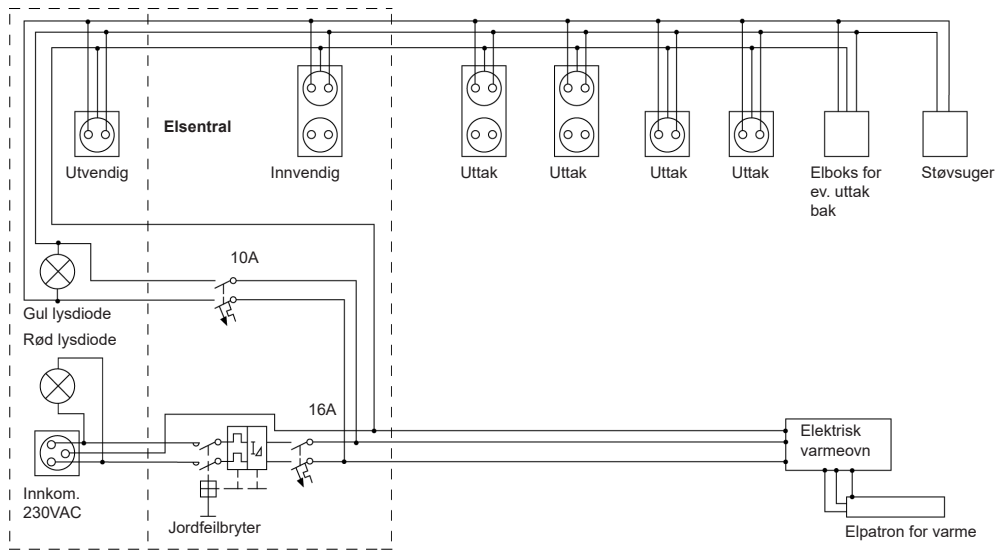 Elsentral
Utvendig
Innvendig
Uttak
Uttak
Uttak
Uttak
Elboks for
ev. uttak
bak
Støvsuger
10A
Gul lysdiode
Rød lysdiode
16A
Elektrisk
varmeovn
Innkom.
230VAC
Jordfeilbryter
I⊿
Elpatron for varme